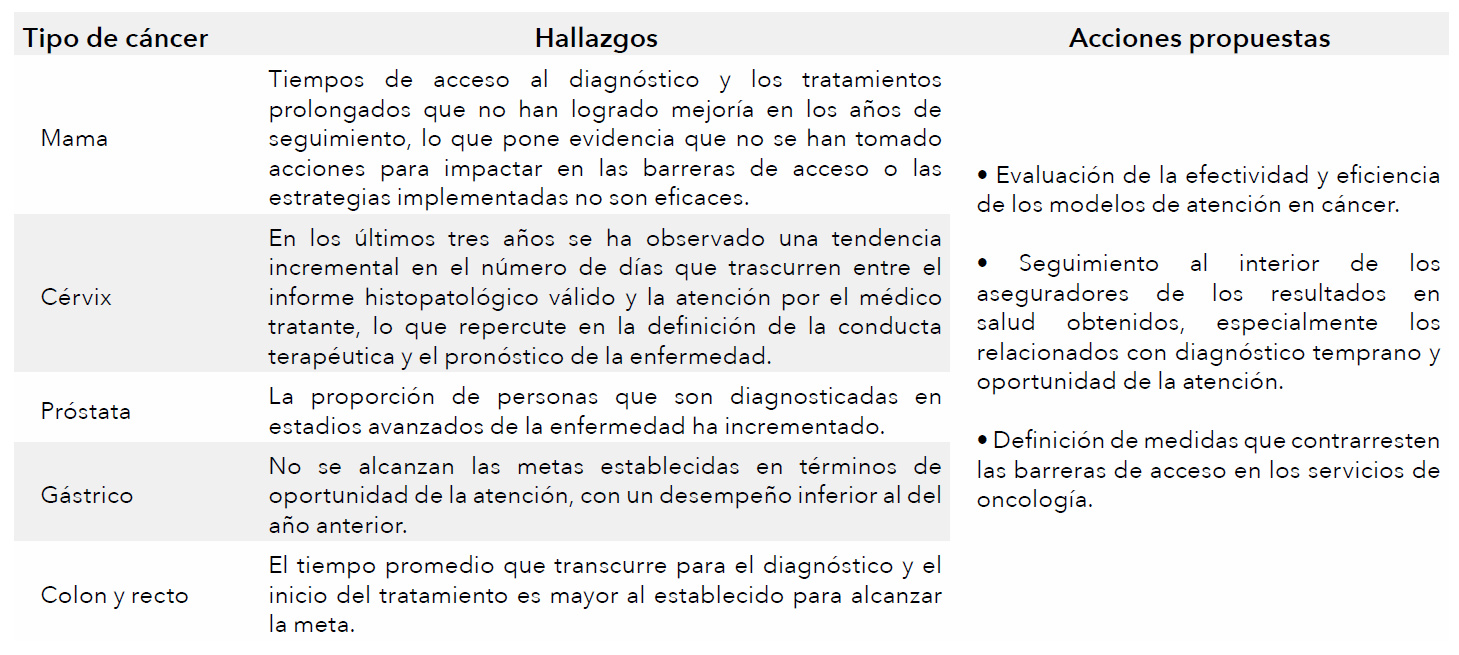 Tipo de cáncer
Hallazgos
Acciones propuestas
Mama
Tiempos de acceso al diagnóstico y los tratamientos
prolongados que no han logrado mejoría en los años de
seguimiento, lo que pone evidencia que no se han tomado
acciones para impactar en las barreras de acceso o las
estrategias implementadas no son eficaces.
Cérvix
En los últimos tres años se ha observado una tendencia
incremental en el número de días que trascurren entre el
informe histopatológico válido y la atención por el médico
tratante, lo que repercute en la definición de la conducta
terapéutica y el pronóstico de la enfermedad.
Próstata
La proporción de personas que son diagnosticadas en
estadios avanzados de la enfermedad ha incrementado.
Gástrico
No se alcanzan las metas establecidas en términos de
oportunidad de la atención, con un desempeño inferior al del
año anterior.
Colon y recto
El tiempo promedio que transcurre para el diagnóstico y el
inicio del tratamiento es mayor al establecido para alcanzar
la meta.
• Evaluación de la efectividad y eficiencia
de los modelos de atención en cáncer.
• Seguimiento al interior de los
aseguradores de los resultados en
salud obtenidos, especialmente los
relacionados con diagnóstico temprano y
oportunidad de la atención.
• Definición de medidas que contrarresten
las barreras de acceso en los servicios de
oncología.